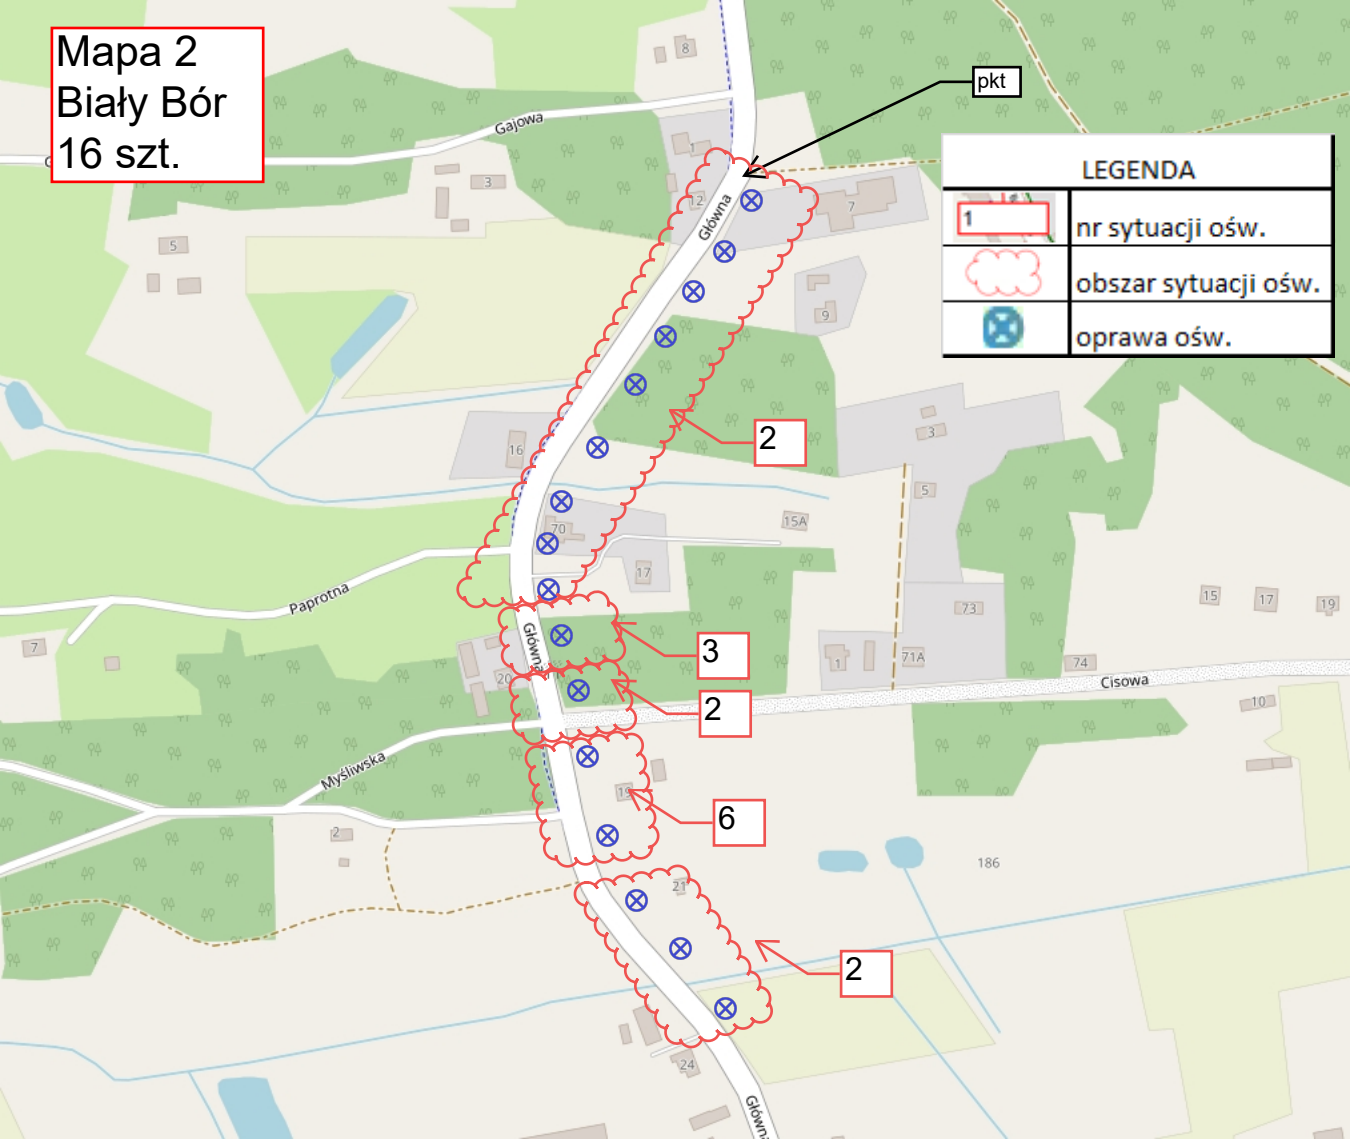 Mapa 2
Biały Bór
16 szt.
8
pkt
Gajowa
1
3
12
7
Główna
5
9
LEGENDA
1
nr sytuacji ośw.
obszar sytuacji ośw.
oprawa ośw.
2
16
3
5
70
15A
17
Paprotna
15
17
19
73
7
Główna
3
20
1
71A
74
Cisowa
2
10
Myśliwska
19
6
2
186
21
2
24
Główna